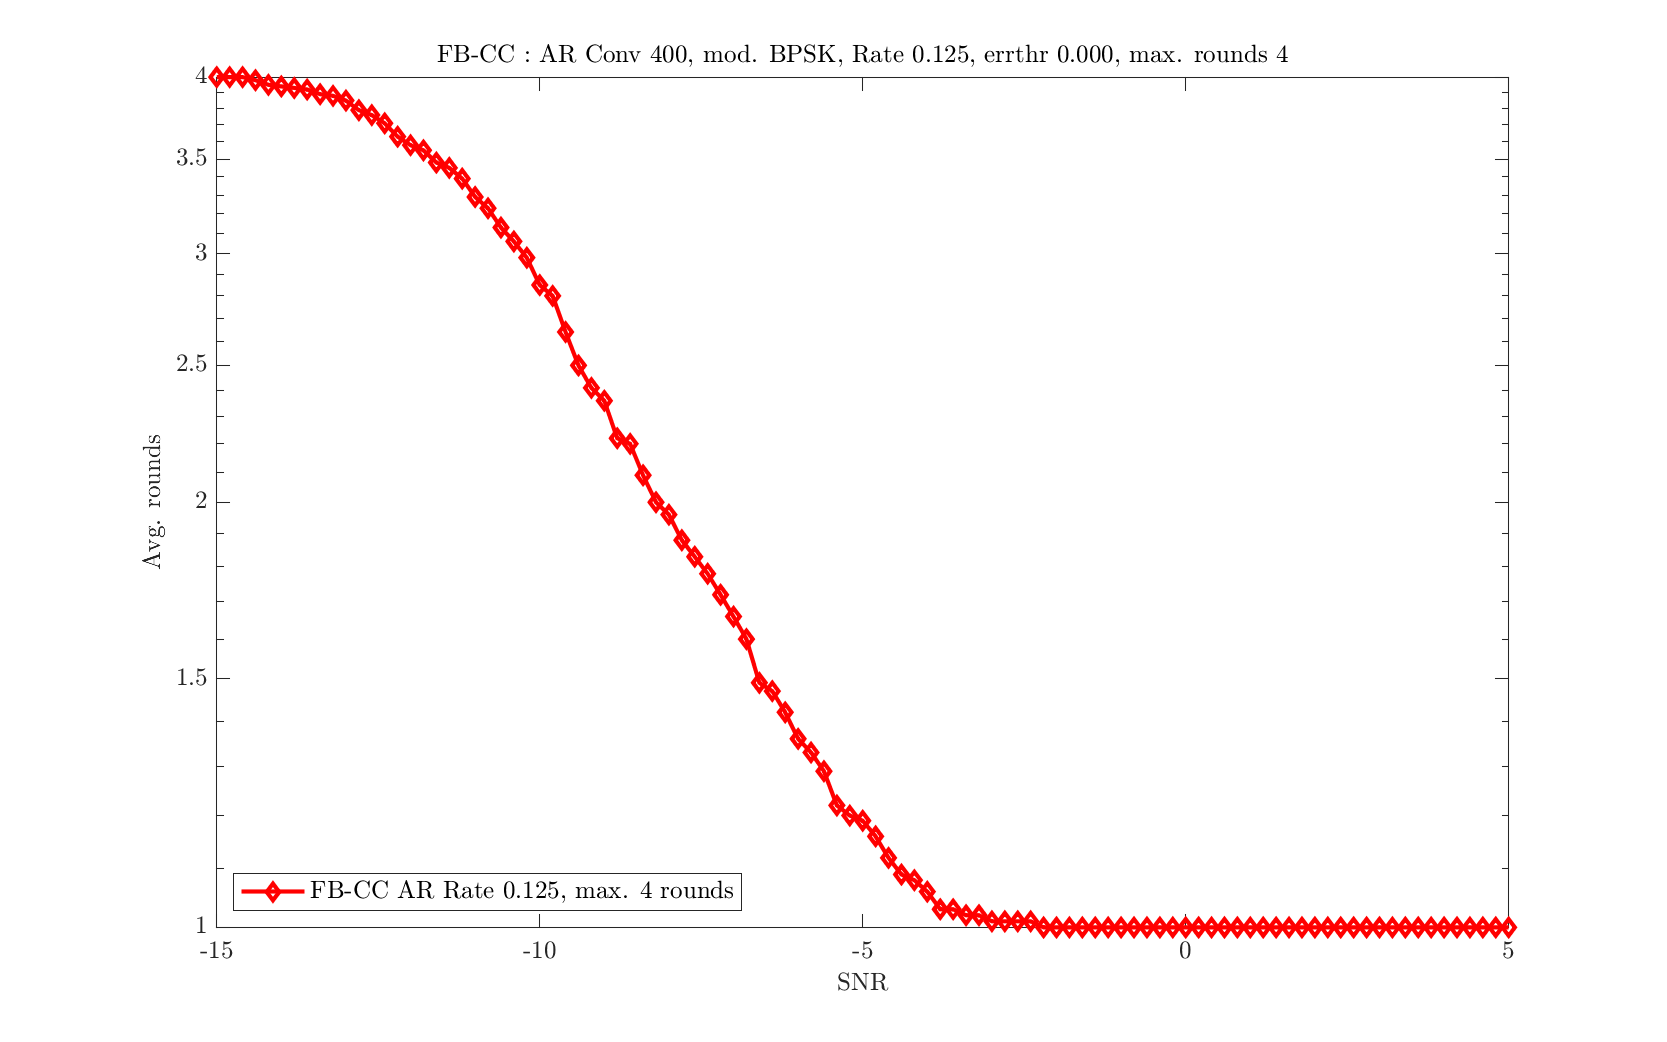 FB-CC : AR Conv 400, mod. BPSK, Rate 0.125, errthr 0.000, max. rounds 4
4
3.5
3
2.5
2
1.5
1
Avg. rounds
FB-CC AR Rate 0.125, max. 4 rounds
-15 -10 -5 0 5
SNR